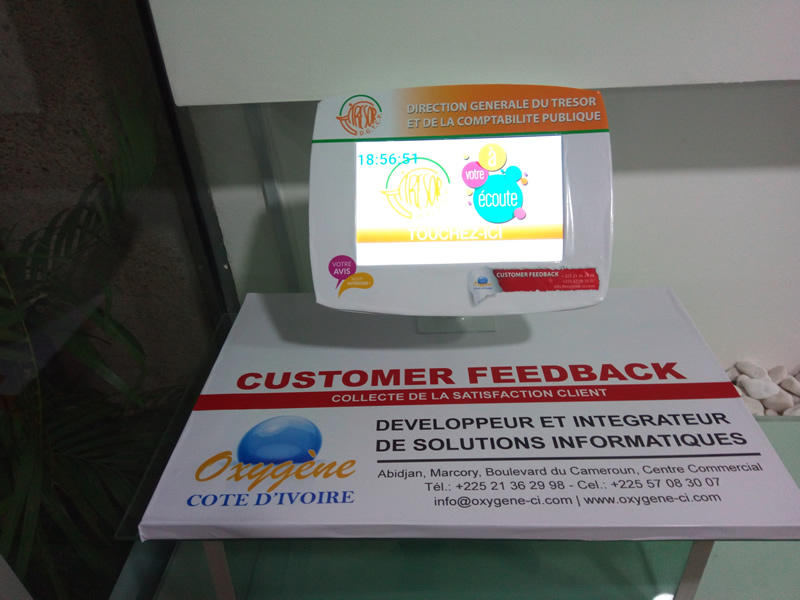 TRESOR
D.G.T.C.P
DIRECTION GENERALE DU TRESOR
ET DE LA COMPTABILITE PUBLIQUE
18:56:51
TRESOR
à
votre
écoute
TOUCHEZ-ICI
VOTRE
AVIS
CUSTOMER FEEDBACK
CUSTOMER FEEDBACK
COLLECTE DE LA SATISFACTION CLIENT
Oxygène
COTE D'IVOIRE
DEVELOPPEUR ET INTEGRATEUR
DE SOLUTIONS INFORMATIQUES
Abidjan, Marcory, Boulevard du Cameroun, Centre Commercial
Tél.: +225 21 36 29 98 - Cel.: +225 57 08 30 07
info@oxygene-ci.com | www.oxygene-ci.com